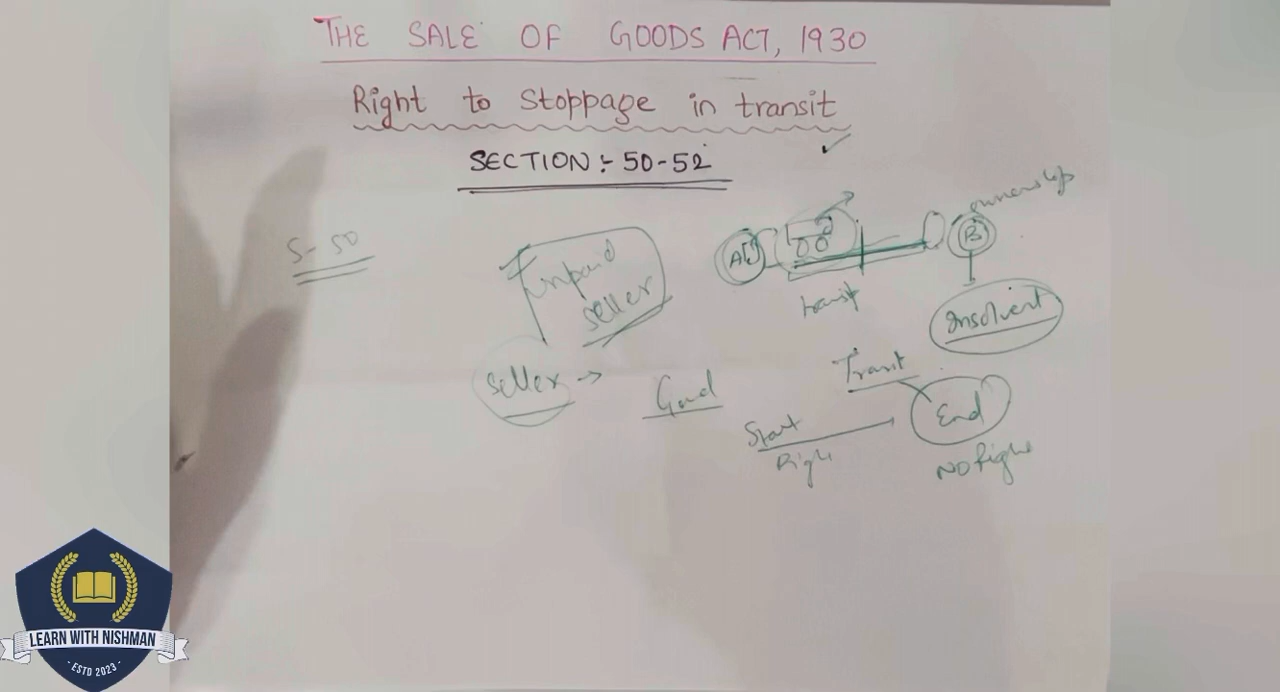 THE SALE OF GOODS ACT, 1930
Right to Stoppage in transit
SECTION :- 50-52
ownership
S-50
unpaid
seller
A
B
transit
Insolvent
seller →
Good
Transit
Start
End
Right
NO Right
LEARN WITH NISHMAN
- ESTD 2023 -